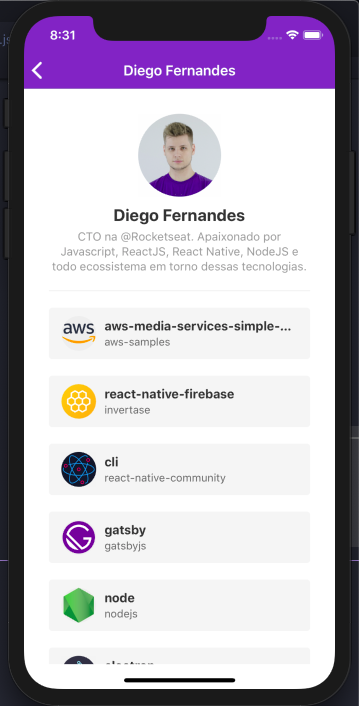 8:31
Diego Fernandes
Diego Fernandes
CTO na @Rocketseat. Apaixonado por
Javascript, ReactJS, React Native, NodeJS e
todo ecossistema em torno dessas tecnologias.
aws
aws-media-services-simple-...
aws-samples
react-native-firebase
invertase
cli
react-native-community
gatsby
gatsbyjs
node
nodejs